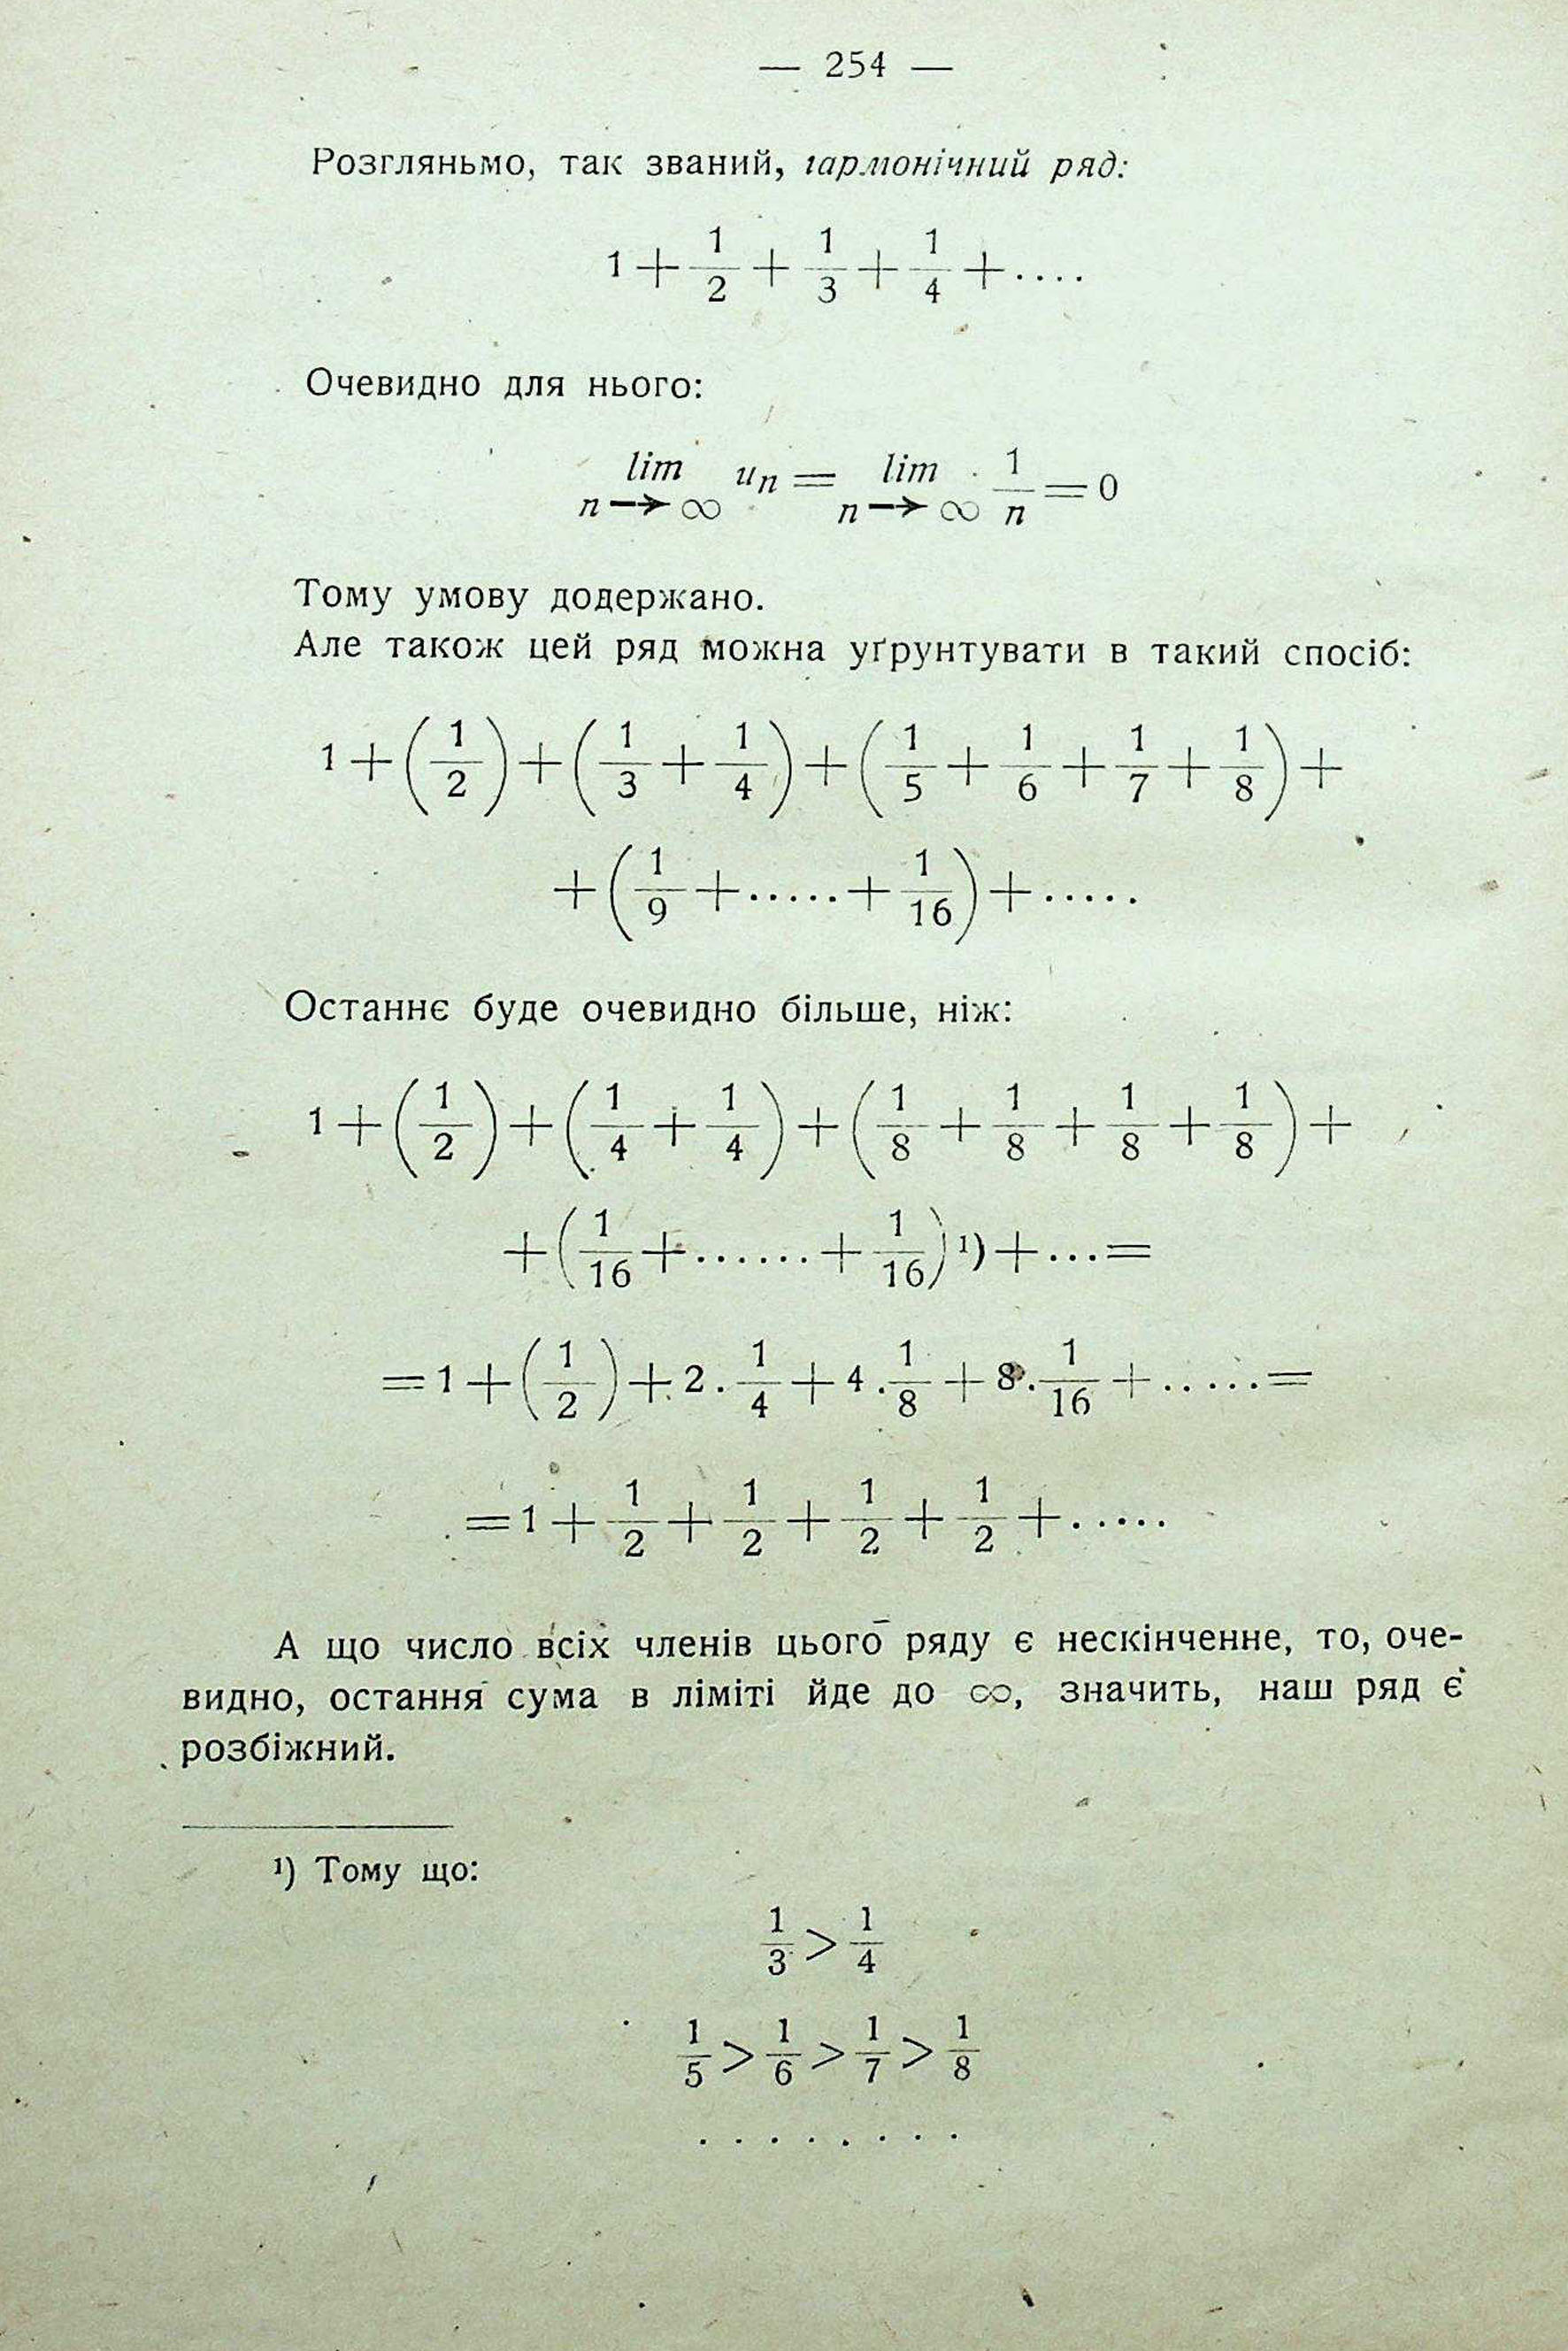 — 254 —
Розгляньмо, так званий, гармонічний ряд:
1 + 1/2 + 1/3 + 1/4 + ....
Очевидно для нього:
lim n→∞ uₙ = lim n→∞ 1/n = 0
Тому умову додержано.
Але також цей ряд можна уґрунтувати в такий спосіб:
1 + (1/2) + (1/3 + 1/4) + (1/5 + 1/6 + 1/7 + 1/8) +
+ (1/9 + ..... + 1/16) + .....
Останнє буде очевидно більше, ніж:
1 + (1/2) + (1/4 + 1/4) + (1/8 + 1/8 + 1/8 + 1/8) +
+ (1/16 + ...... + 1/16) ¹) + ... =
= 1 + (1/2) + 2 . 1/4 + 4 . 1/8 + 8 . 1/16 + ..... =
= 1 + 1/2 + 1/2 + 1/2 + 1/2 + .....
А що число всіх членів цього ряду є нескінченне, то, оче-
видно, остання сума в ліміті йде до ∞, значить, наш ряд є
розбіжний.
¹) Тому що:
1/3 > 1/4
1/5 > 1/6 > 1/7 > 1/8
. . . . . . . .